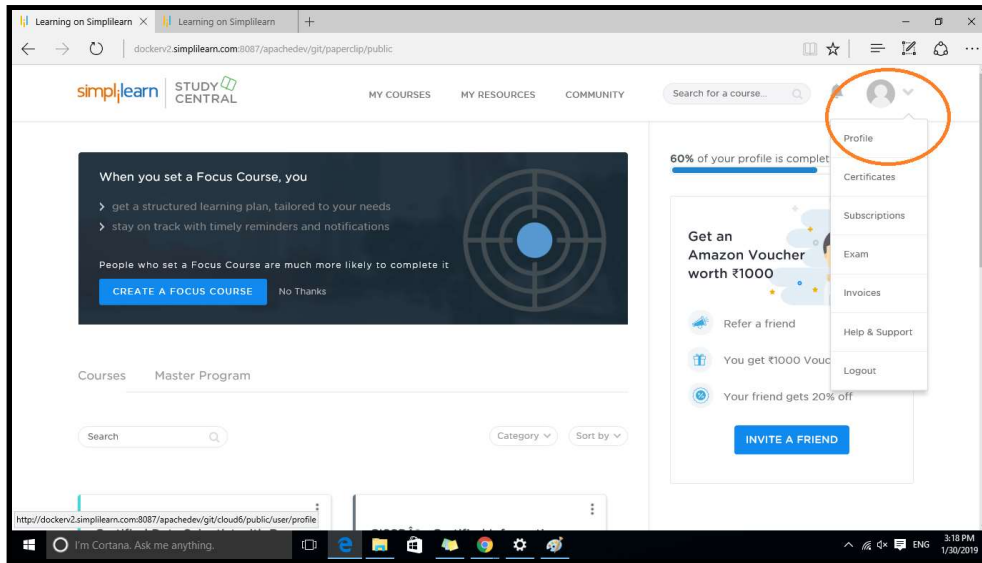 Learning on Simplilearn
Learning on Simplilearn
dockerv2.simplilearn.com:8087/apachedev/git/paperclip/public
simplilearn
STUDY
CENTRAL
MY COURSES
MY RESOURCES
COMMUNITY
Search for a course...
Profile
Certificates
Subscriptions
Exam
Invoices
Help & Support
Logout
When you set a Focus Course, you
get a structured learning plan, tailored to your needs
stay on track with timely reminders and notifications
People who set a Focus Course are much more likely to complete it
CREATE A FOCUS COURSE
No Thanks
60% of your profile is complet
Get an
Amazon Voucher
worth ₹1000
Refer a friend
You get ₹1000 Vouc
Your friend gets 20% off
INVITE A FRIEND
Courses
Master Program
Search
Category
Sort by
http://dockerv2.simplilearn.com:8087/apachedev/git/cloud6/public/user/profile
I'm Cortana. Ask me anything.
ENG
3:18 PM
1/30/2019